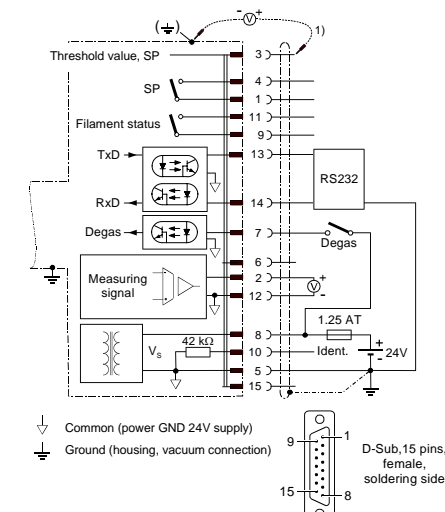 - V +
1)
Threshold value, SP
3
4
SP
1
11
Filament status
9
TxD
13
RS232
RxD
14
Degas
7
Degas
6
Measuring
signal
2
+
V
-
12
8
1.25 AT
42 kΩ
VS
10
Ident.
+
-
24V
5
15
Common (power GND 24V supply)
Ground (housing, vacuum connection)
9
1
D-Sub,15 pins,
female,
soldering side
15
8